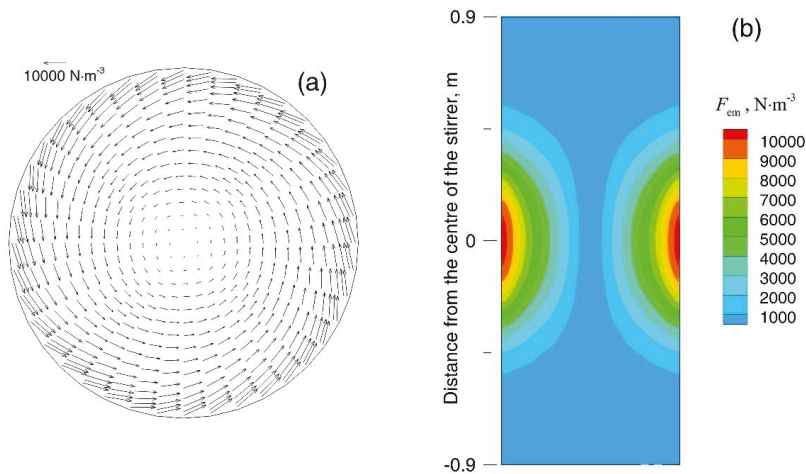 10000 N·m⁻³
(a)
(b)
Distance from the centre of the stirrer, m
0.9
0
-0.9
Fem , N·m⁻³
10000
9000
8000
7000
6000
5000
4000
3000
2000
1000